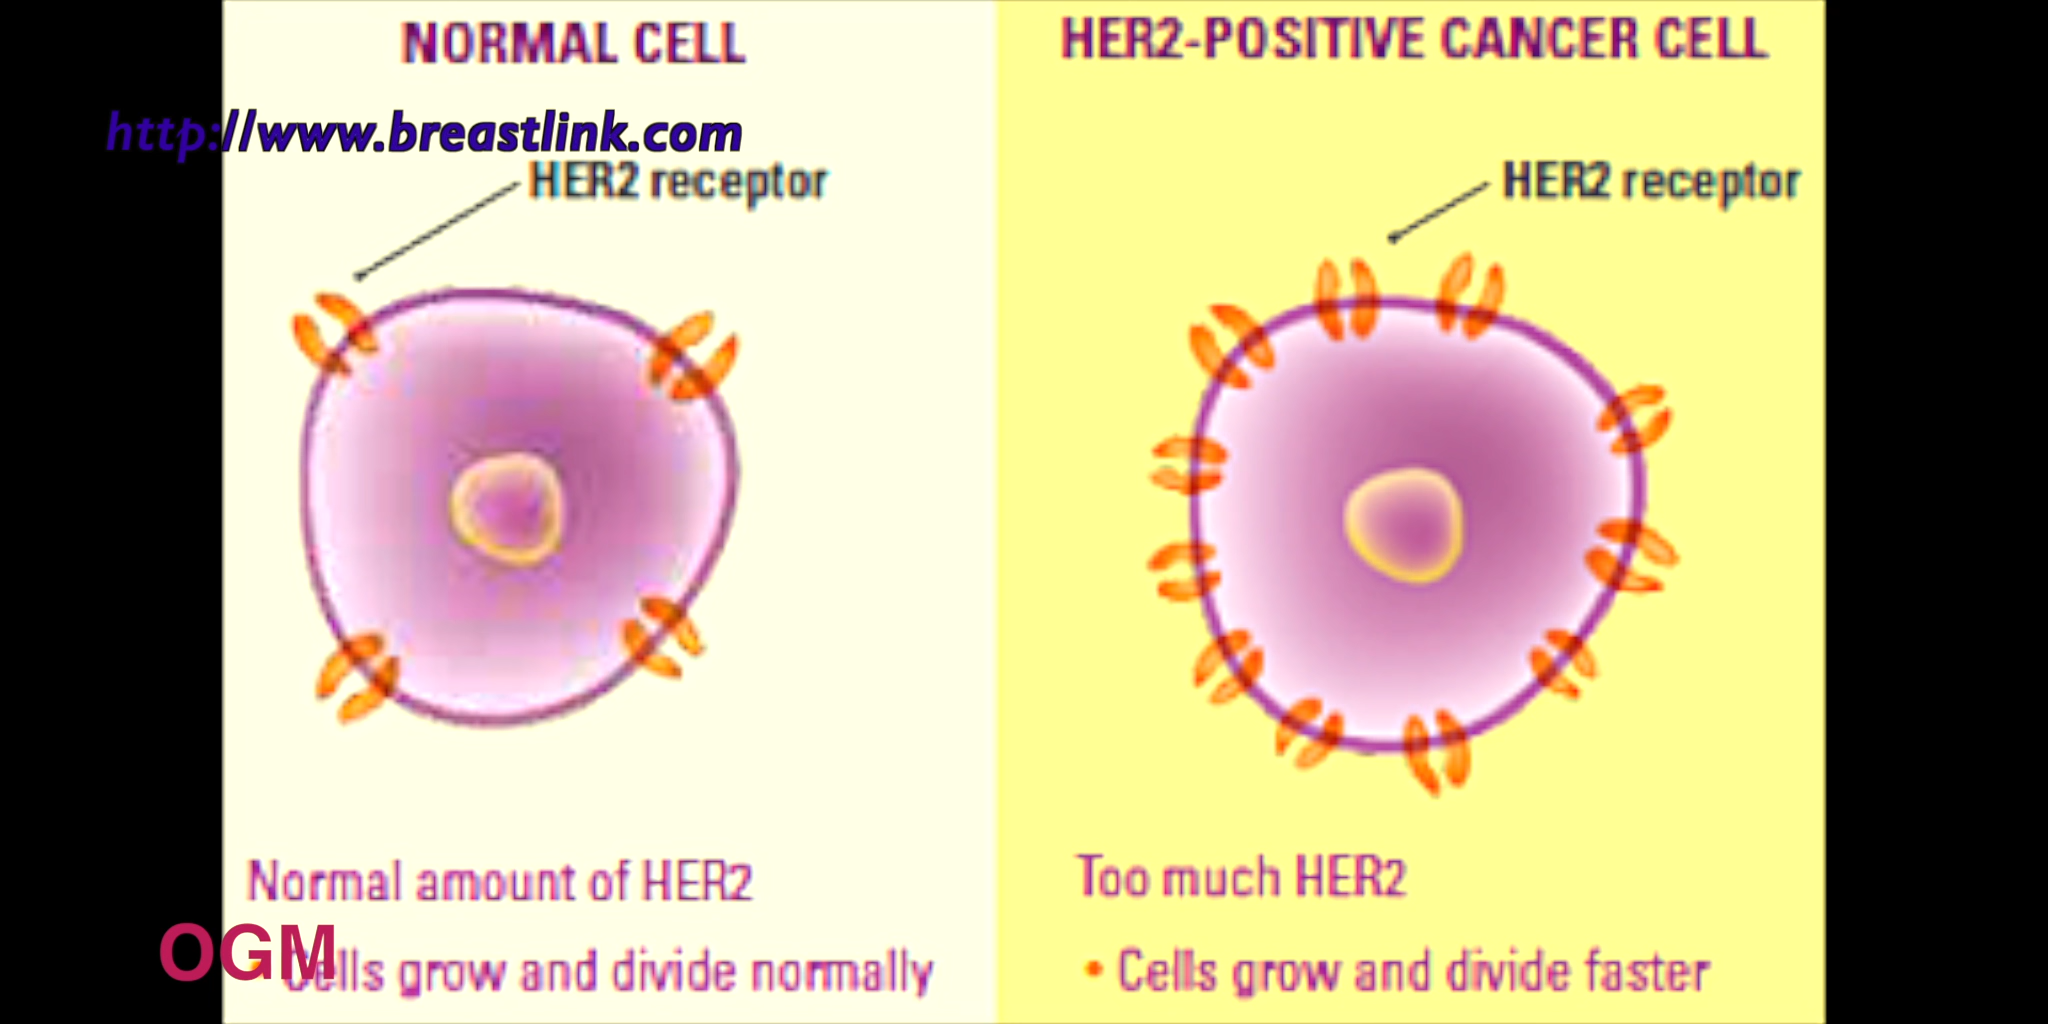 NORMAL CELL
http://www.breastlink.com
HER2 receptor
Normal amount of HER2
• Cells grow and divide normally
OGM
HER2-POSITIVE CANCER CELL
HER2 receptor
Too much HER2
• Cells grow and divide faster